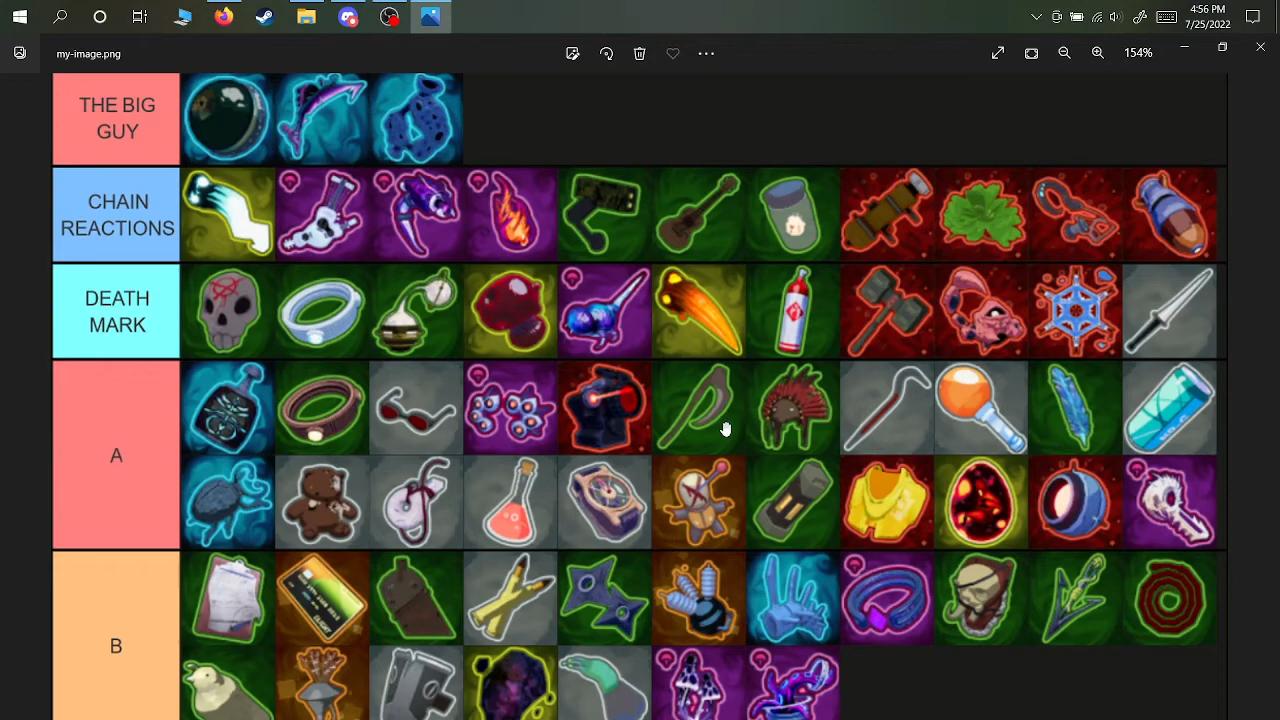 4:56 PM
7/25/2022
my-image.png
154%
THE BIG
GUY
CHAIN
REACTIONS
DEATH
MARK
A
B